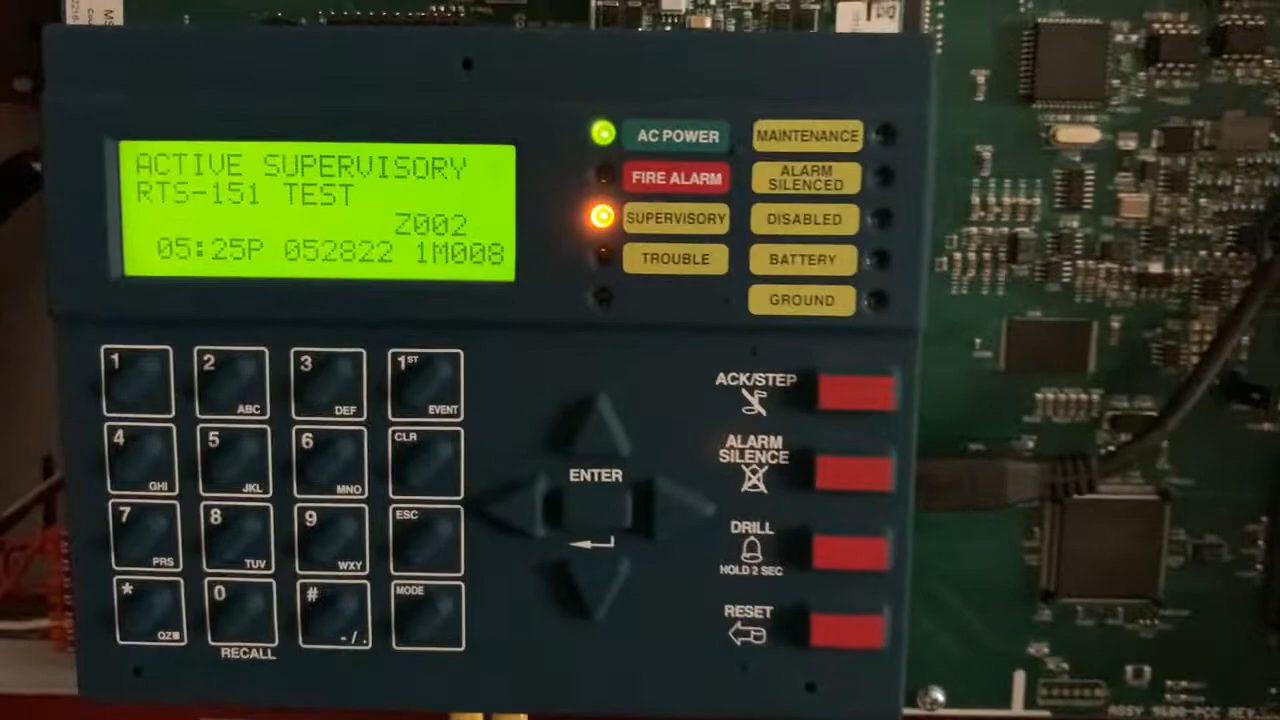 ACTIVE SUPERVISORY
RTS-151 TEST
Z002
05:25P 052822 1M008
AC POWER
FIRE ALARM
SUPERVISORY
TROUBLE
MAINTENANCE
ALARM
SILENCED
DISABLED
BATTERY
GROUND
1
2 ABC
3 DEF
1ST EVENT
4 GHI
5 JKL
6 MNO
CLR
7 PRS
8 TUV
9 WXY
ESC
* QZ
0
# - / .
MODE
RECALL
ENTER
ACK/STEP
ALARM
SILENCE
DRILL
HOLD 2 SEC
RESET